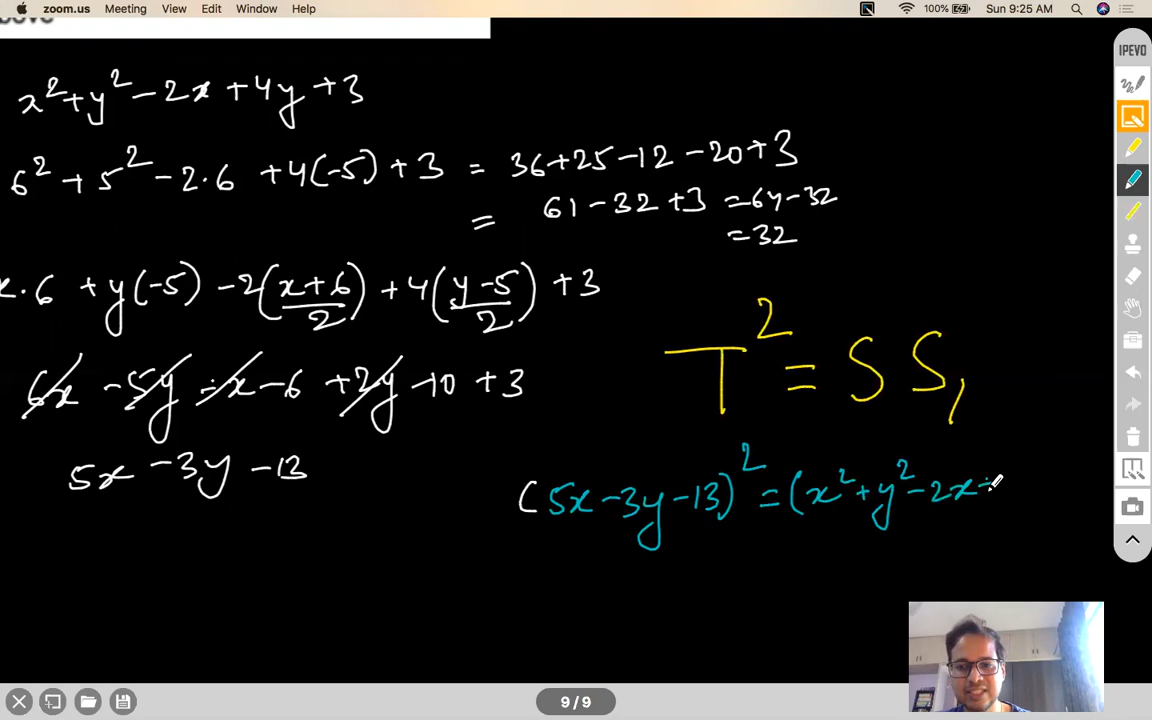 zoom.us Meeting View Edit Window Help 100% Sun 9:25 AM
IPEVO
x²+y²-2x+4y+3
6²+5²-2·6+4(-5)+3 = 36+25-12-20+3
= 61-32+3 =64-32
=32
x·6+y(-5)-2(x+6/2)+4(y-5/2)+3
6x-5y-x-6+2y-10+3
T²=SS₁
5x-3y-13
(5x-3y-13)²=(x²+y²-2x+
9/9